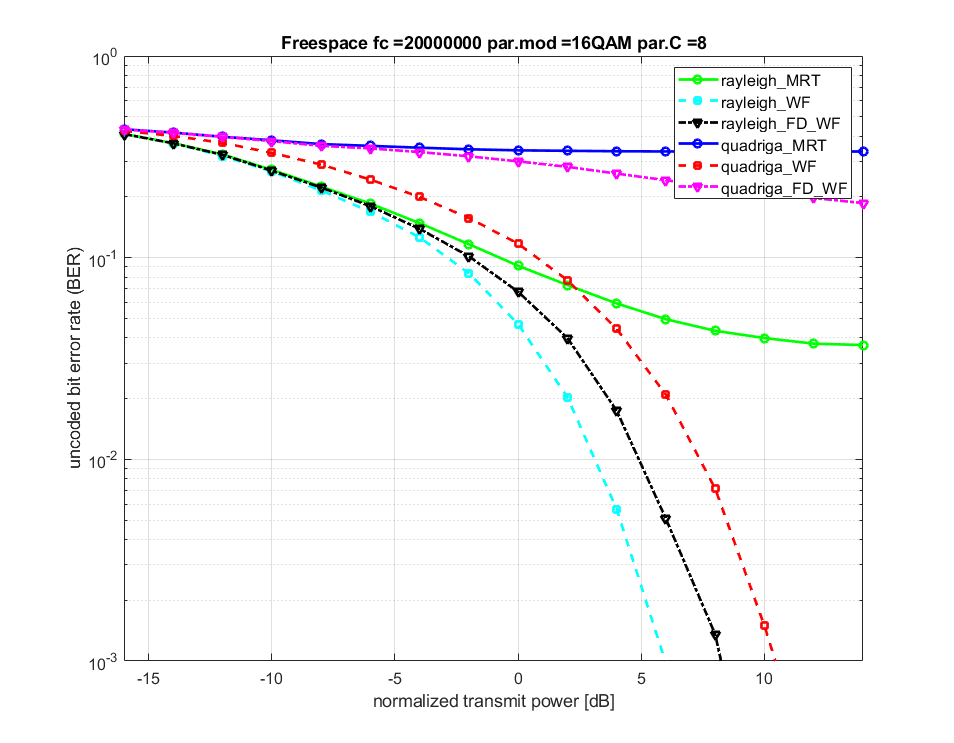 Freespace fc =20000000 par.mod =16QAM par.C =8
10^0
10^-1
10^-2
10^-3
uncoded bit error rate (BER)
rayleigh_MRT
rayleigh_WF
rayleigh_FD_WF
quadriga_MRT
quadriga_WF
quadriga_FD_WF
-15 -10 -5 0 5 10
normalized transmit power [dB]